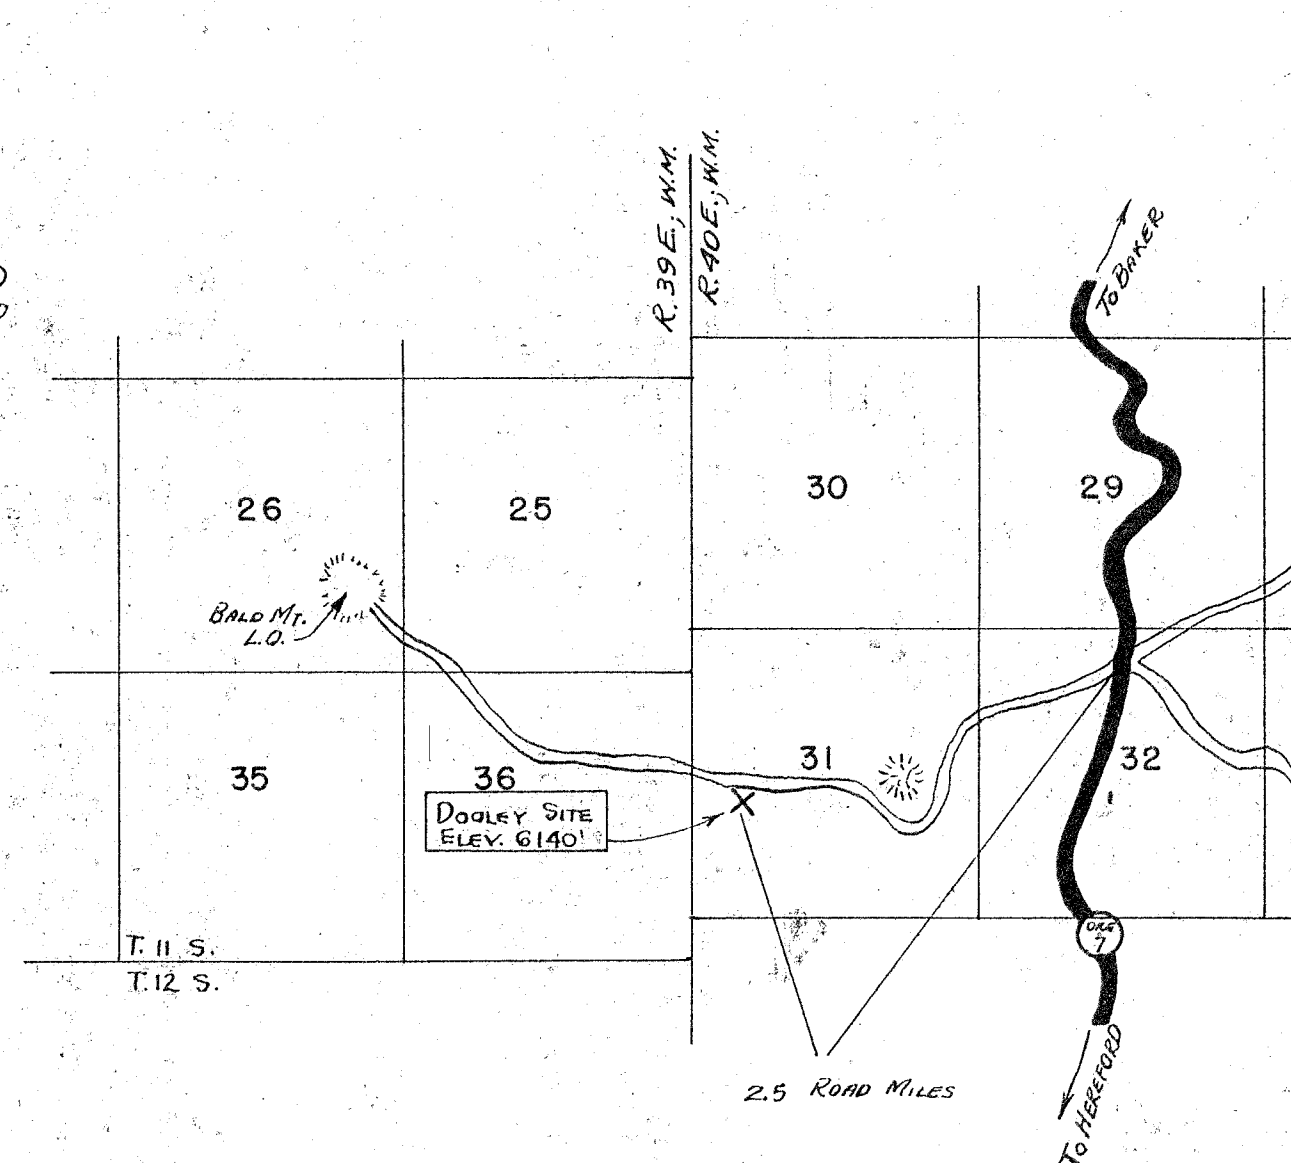 R. 39 E.; W.M.
R. 40 E.; W.M.
To BAKER
26
25
30
29
BALD MT.
L.O.
35
36
31
32
DOOLEY SITE
ELEV. 6140'
T. 11 S.
T. 12 S.
ORE
7
2.5 ROAD MILES
To HEREFORD